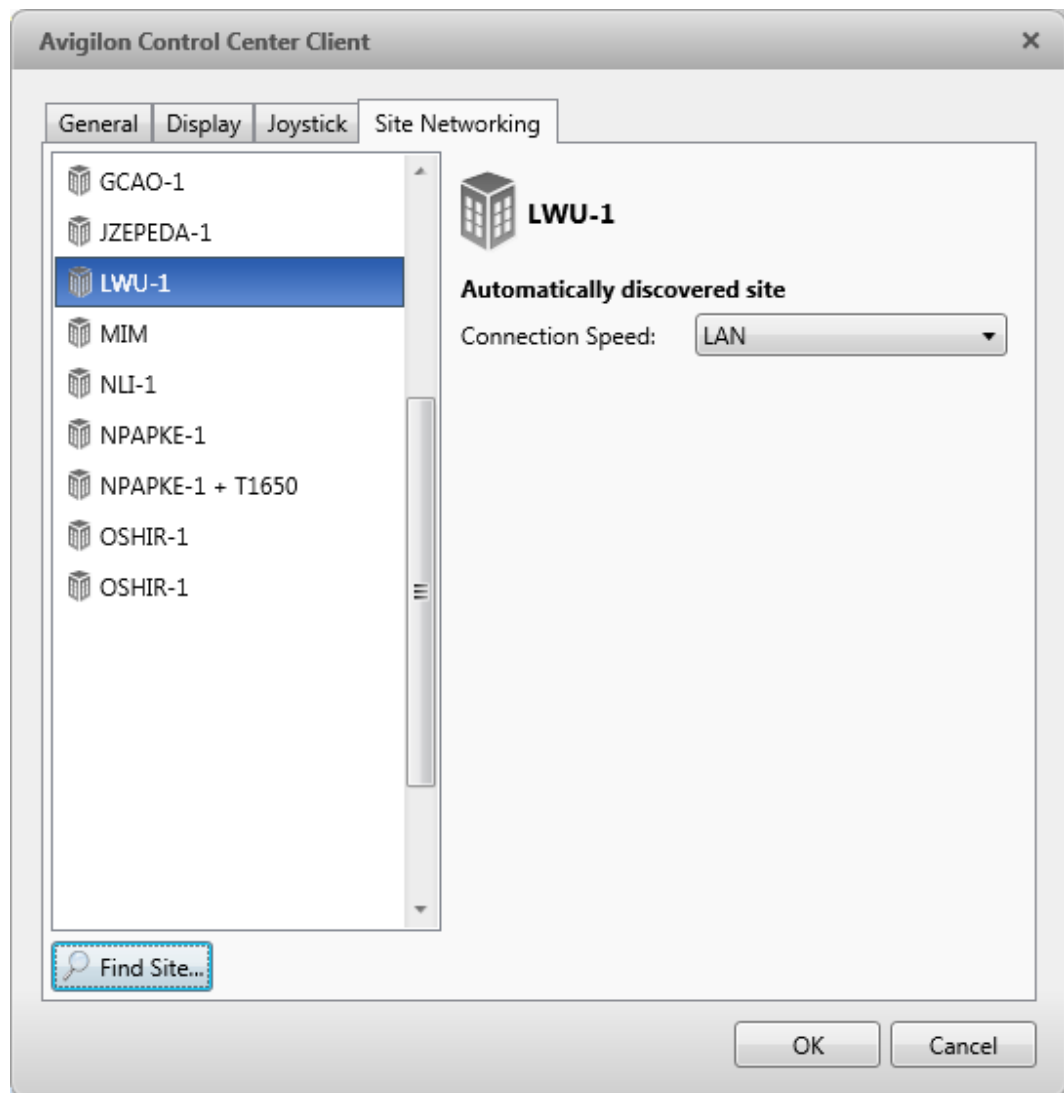 Avigilon Control Center Client
General Display Joystick Site Networking
GCAO-1
JZEPEDA-1
LWU-1
MIM
NLI-1
NPAPKE-1
NPAPKE-1 + T1650
OSHIR-1
OSHIR-1
Find Site...
LWU-1
Automatically discovered site
Connection Speed: LAN
OK Cancel